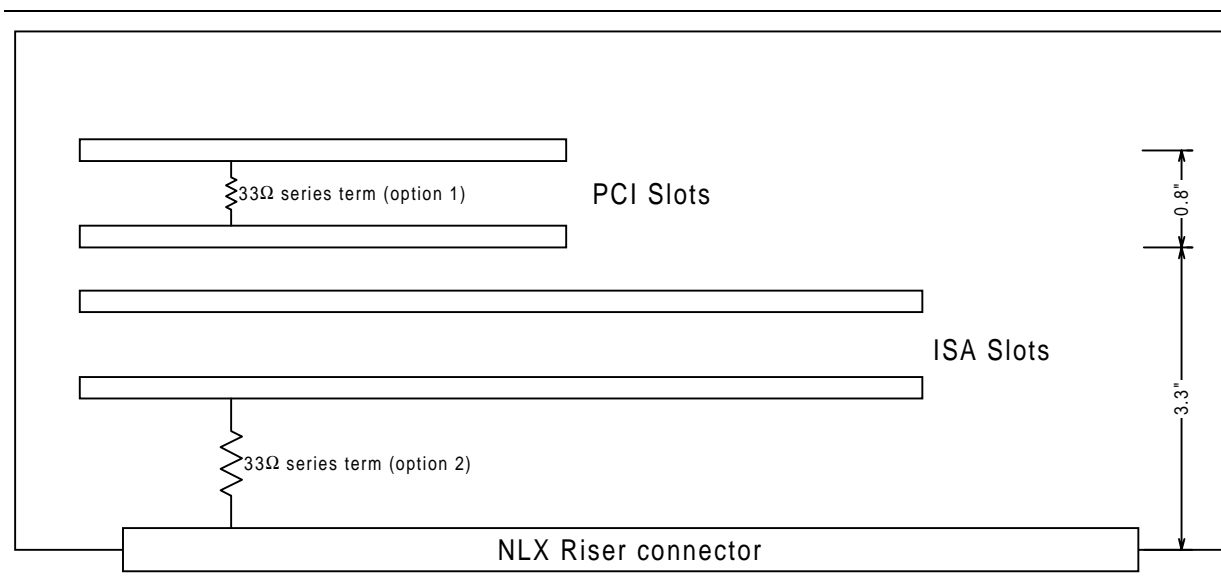 33Ω series term (option 1)
PCI Slots
0.8"
ISA Slots
3.3"
33Ω series term (option 2)
NLX Riser connector